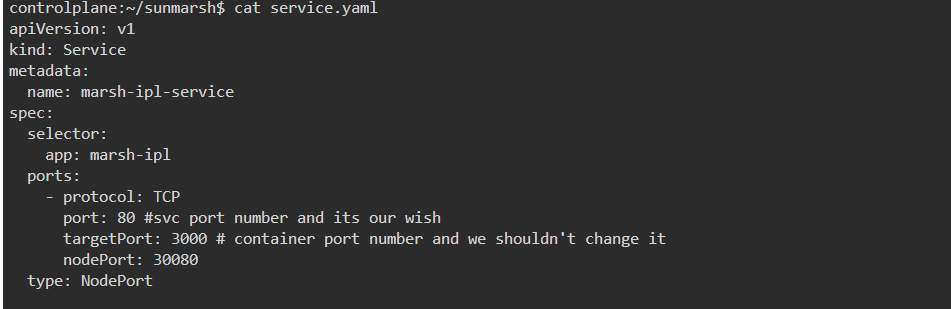 controlplane:~/sunmarsh$ cat service.yaml
apiVersion: v1
kind: Service
metadata:
  name: marsh-ipl-service
spec:
  selector:
    app: marsh-ipl
  ports:
    - protocol: TCP
      port: 80 #svc port number and its our wish
      targetPort: 3000 # container port number and we shouldn't change it
      nodePort: 30080
  type: NodePort